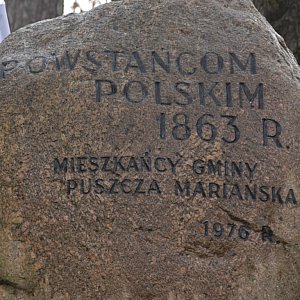 POWSTAŃCOM
POLSKIM
1863 R.
MIESZKAŃCY GMINY
PUSZCZA MARIAŃSKA
1976 R.